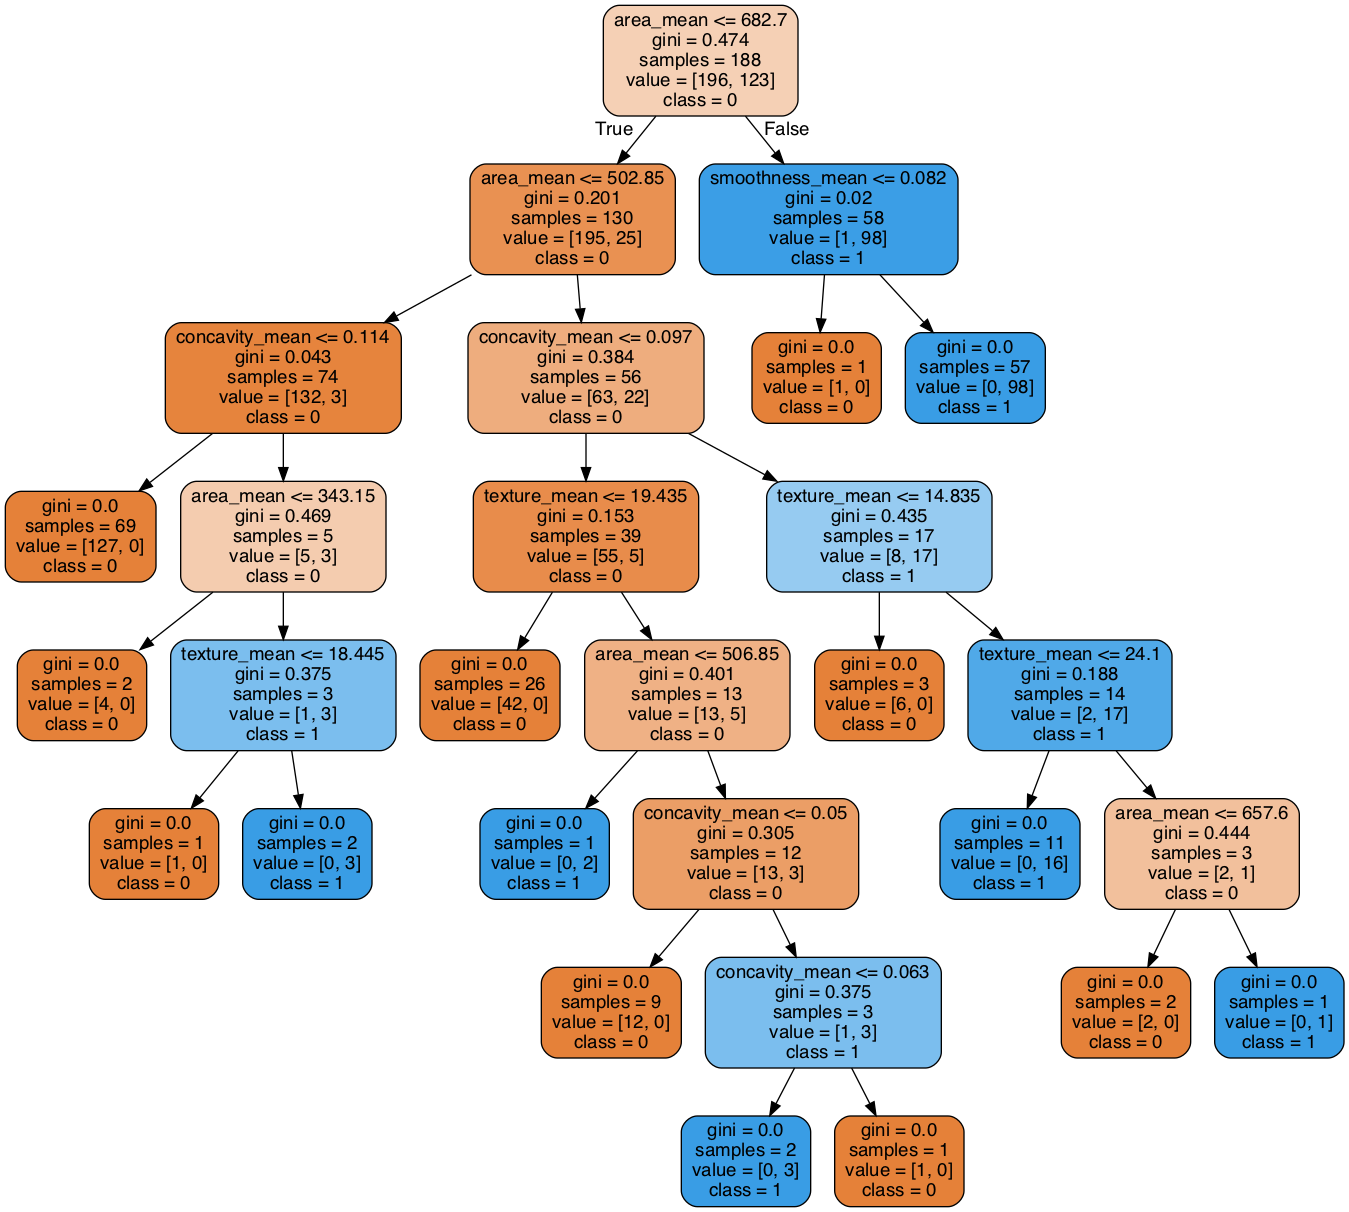 area_mean <= 682.7
gini = 0.474
samples = 188
value = [196, 123]
class = 0
True
False
area_mean <= 502.85
gini = 0.201
samples = 130
value = [195, 25]
class = 0
smoothness_mean <= 0.082
gini = 0.02
samples = 58
value = [1, 98]
class = 1
concavity_mean <= 0.114
gini = 0.043
samples = 74
value = [132, 3]
class = 0
concavity_mean <= 0.097
gini = 0.384
samples = 56
value = [63, 22]
class = 0
gini = 0.0
samples = 1
value = [1, 0]
class = 0
gini = 0.0
samples = 57
value = [0, 98]
class = 1
gini = 0.0
samples = 69
value = [127, 0]
class = 0
area_mean <= 343.15
gini = 0.469
samples = 5
value = [5, 3]
class = 0
texture_mean <= 19.435
gini = 0.153
samples = 39
value = [55, 5]
class = 0
texture_mean <= 14.835
gini = 0.435
samples = 17
value = [8, 17]
class = 1
gini = 0.0
samples = 2
value = [4, 0]
class = 0
texture_mean <= 18.445
gini = 0.375
samples = 3
value = [1, 3]
class = 1
gini = 0.0
samples = 26
value = [42, 0]
class = 0
area_mean <= 506.85
gini = 0.401
samples = 13
value = [13, 5]
class = 0
gini = 0.0
samples = 3
value = [6, 0]
class = 0
texture_mean <= 24.1
gini = 0.188
samples = 14
value = [2, 17]
class = 1
gini = 0.0
samples = 1
value = [1, 0]
class = 0
gini = 0.0
samples = 2
value = [0, 3]
class = 1
gini = 0.0
samples = 1
value = [0, 2]
class = 1
concavity_mean <= 0.05
gini = 0.305
samples = 12
value = [13, 3]
class = 0
gini = 0.0
samples = 11
value = [0, 16]
class = 1
area_mean <= 657.6
gini = 0.444
samples = 3
value = [2, 1]
class = 0
gini = 0.0
samples = 9
value = [12, 0]
class = 0
concavity_mean <= 0.063
gini = 0.375
samples = 3
value = [1, 3]
class = 1
gini = 0.0
samples = 2
value = [2, 0]
class = 0
gini = 0.0
samples = 1
value = [0, 1]
class = 1
gini = 0.0
samples = 2
value = [0, 3]
class = 1
gini = 0.0
samples = 1
value = [1, 0]
class = 0